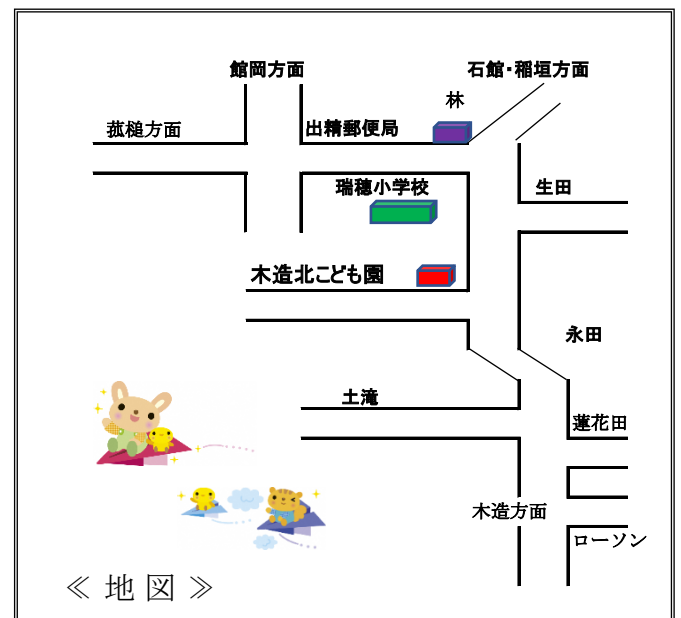 館岡方面
石館・稲垣方面
林
菰槌方面
出精郵便局
瑞穂小学校
生田
木造北こども園
永田
土滝
蓮花田
木造方面
ローソン
≪ 地 図 ≫